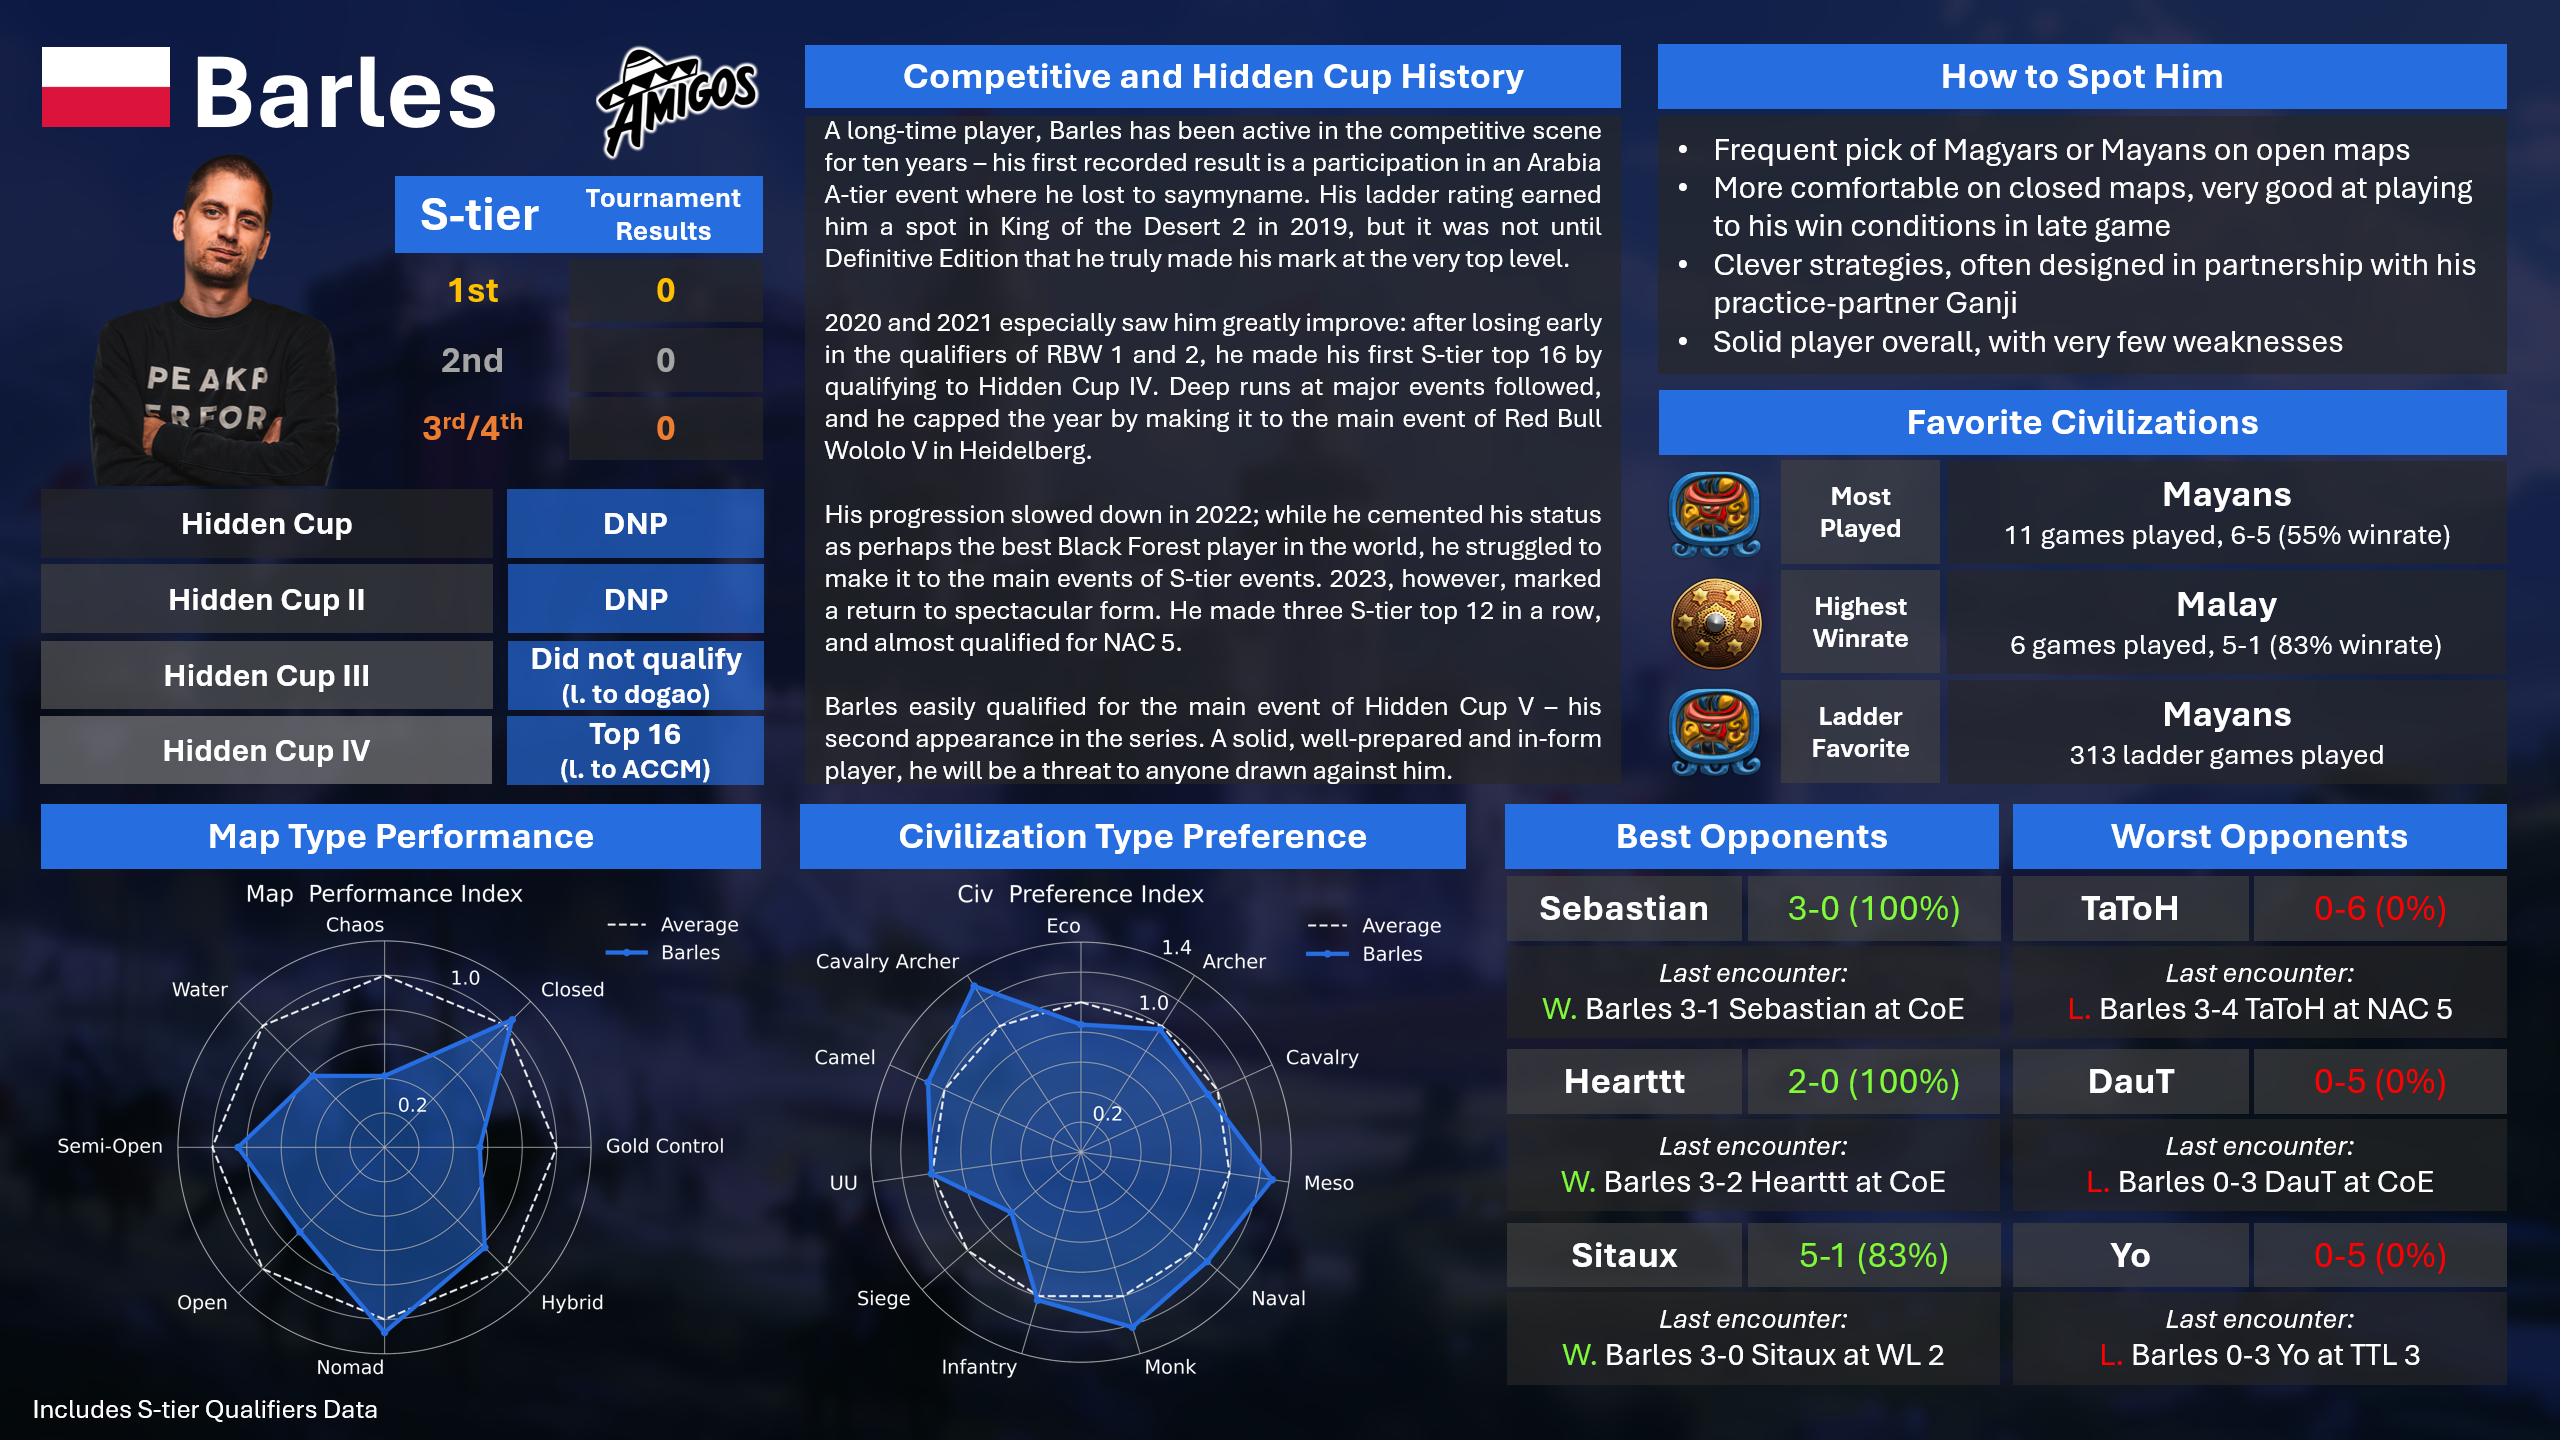 Barles
AMIGOS
PEAKP
ERFOR
S-tier
Tournament
Results
1st
0
2nd
0
3rd/4th
0
Hidden Cup
DNP
Hidden Cup II
DNP
Hidden Cup III
Did not qualify
(l. to dogao)
Hidden Cup IV
Top 16
(l. to ACCM)
Competitive and Hidden Cup History
A long-time player, Barles has been active in the competitive scene
for ten years – his first recorded result is a participation in an Arabia
A-tier event where he lost to saymyname. His ladder rating earned
him a spot in King of the Desert 2 in 2019, but it was not until
Definitive Edition that he truly made his mark at the very top level.
2020 and 2021 especially saw him greatly improve: after losing early
in the qualifiers of RBW 1 and 2, he made his first S-tier top 16 by
qualifying to Hidden Cup IV. Deep runs at major events followed,
and he capped the year by making it to the main event of Red Bull
Wololo V in Heidelberg.
His progression slowed down in 2022; while he cemented his status
as perhaps the best Black Forest player in the world, he struggled to
make it to the main events of S-tier events. 2023, however, marked
a return to spectacular form. He made three S-tier top 12 in a row,
and almost qualified for NAC 5.
Barles easily qualified for the main event of Hidden Cup V – his
second appearance in the series. A solid, well-prepared and in-form
player, he will be a threat to anyone drawn against him.
How to Spot Him
• Frequent pick of Magyars or Mayans on open maps
• More comfortable on closed maps, very good at playing
to his win conditions in late game
• Clever strategies, often designed in partnership with his
practice-partner Ganji
• Solid player overall, with very few weaknesses
Favorite Civilizations
Most
Played
Mayans
11 games played, 6-5 (55% winrate)
Highest
Winrate
Malay
6 games played, 5-1 (83% winrate)
Ladder
Favorite
Mayans
313 ladder games played
Map Type Performance
Map Performance Index
Average
Barles
Chaos
Water
1.0
Closed
0.2
Semi-Open
Gold Control
Open
Hybrid
Nomad
Civilization Type Preference
Civ Preference Index
Average
Barles
Eco
1.4
Cavalry Archer
Archer
1.0
Camel
Cavalry
0.2
UU
Meso
Siege
Naval
Infantry
Monk
Best Opponents
Sebastian
3-0 (100%)
Last encounter:
W. Barles 3-1 Sebastian at CoE
Hearttt
2-0 (100%)
Last encounter:
W. Barles 3-2 Hearttt at CoE
Sitaux
5-1 (83%)
Last encounter:
W. Barles 3-0 Sitaux at WL 2
Worst Opponents
TaToH
0-6 (0%)
Last encounter:
L. Barles 3-4 TaToH at NAC 5
DauT
0-5 (0%)
Last encounter:
L. Barles 0-3 DauT at CoE
Yo
0-5 (0%)
Last encounter:
L. Barles 0-3 Yo at TTL 3
Includes S-tier Qualifiers Data